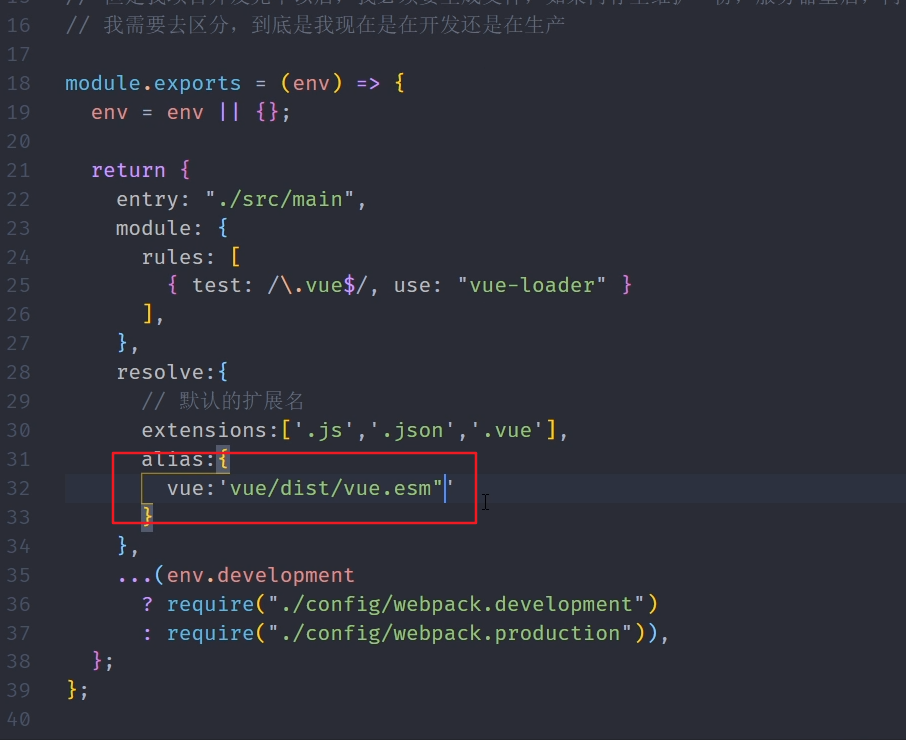 15 //
16 // 我需要去区分，到底是我现在是在开发还是在生产
17
18 module.exports = (env) => {
19   env = env || {};
20
21   return {
22     entry: "./src/main",
23     module: {
24       rules: [
25         { test: /\.vue$/, use: "vue-loader" }
26       ],
27     },
28     resolve:{
29       // 默认的扩展名
30       extensions:['.js','.json','.vue'],
31       alias:{
32         vue:'vue/dist/vue.esm"'
33       }
34     },
35     ...(env.development
36       ? require("./config/webpack.development")
37       : require("./config/webpack.production")),
38   };
39 };
40